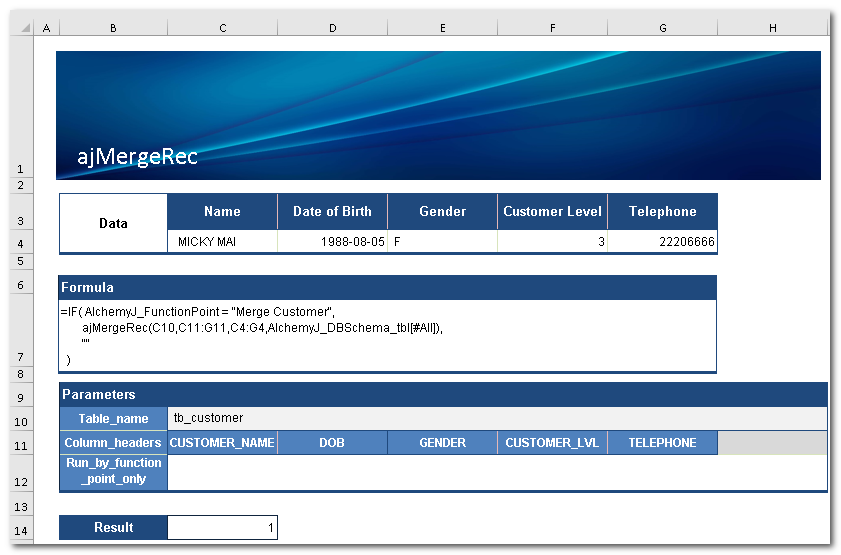 A B C D E F G H
1 ajMergeRec
2
3 Data Name Date of Birth Gender Customer Level Telephone
4 MICKY MAI 1988-08-05 F 3 22206666
5
6 Formula
=IF( AlchemyJ_FunctionPoint = "Merge Customer",
ajMergeRec(C10,C11:G11,C4:G4,AlchemyJ_DBSchema_tbl[#All]),
""
7 )
8
9 Parameters
10 Table_name tb_customer
11 Column_headers CUSTOMER_NAME DOB GENDER CUSTOMER_LVL TELEPHONE
Run_by_function
12 _point_only
13
14 Result 1